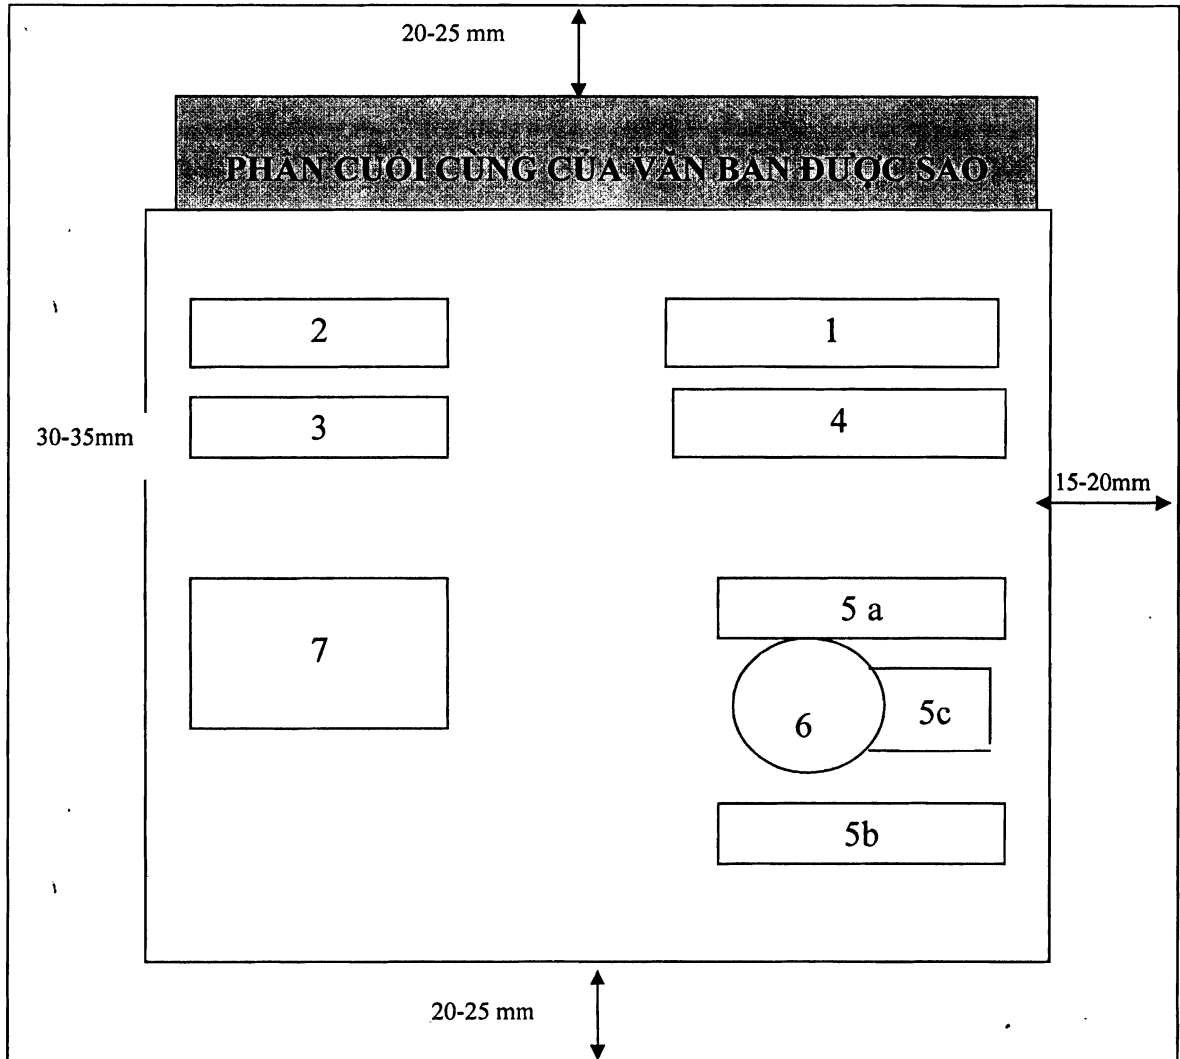 20-25 mm
PHẦN CUỐI CÙNG CỦA VĂN BẢN ĐƯỢC SAO
2
1
3
4
30-35mm
15-20mm
5 a
7
6
5c
5b
20-25 mm